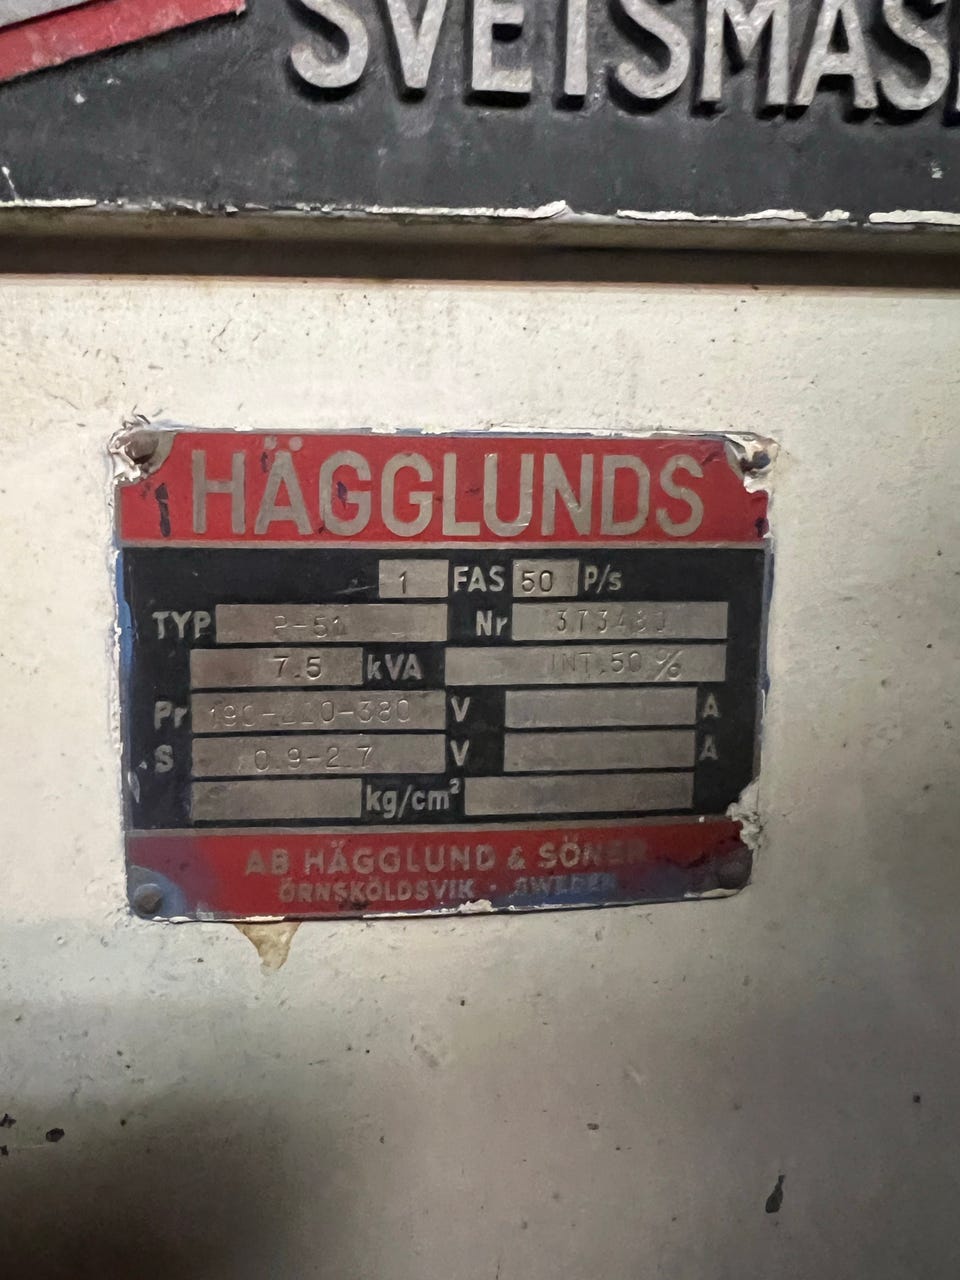 SVETSMAS
HÄGGLUNDS
1 FAS 50 P/s
TYP P-51 Nr
7.5 kVA INT.50%
Pr 190-220-380 V A
S 0.9-2.7 V A
kg/cm²
AB HÄGGLUND & SÖNER
ÖRNSKÖLDSVIK · SWEDEN